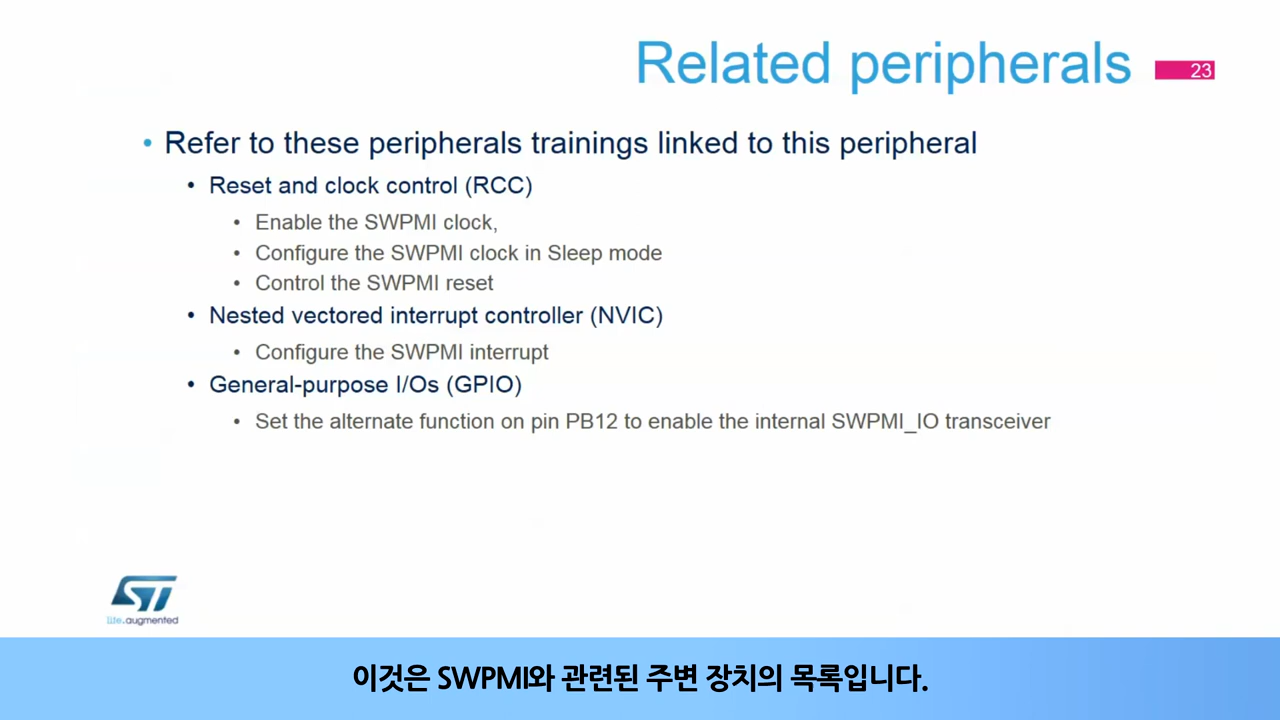 Related peripherals
23
• Refer to these peripherals trainings linked to this peripheral
• Reset and clock control (RCC)
• Enable the SWPMI clock,
• Configure the SWPMI clock in Sleep mode
• Control the SWPMI reset
• Nested vectored interrupt controller (NVIC)
• Configure the SWPMI interrupt
• General-purpose I/Os (GPIO)
• Set the alternate function on pin PB12 to enable the internal SWPMI_IO transceiver
ST
life.augmented
이것은 SWPMI와 관련된 주변 장치의 목록입니다.